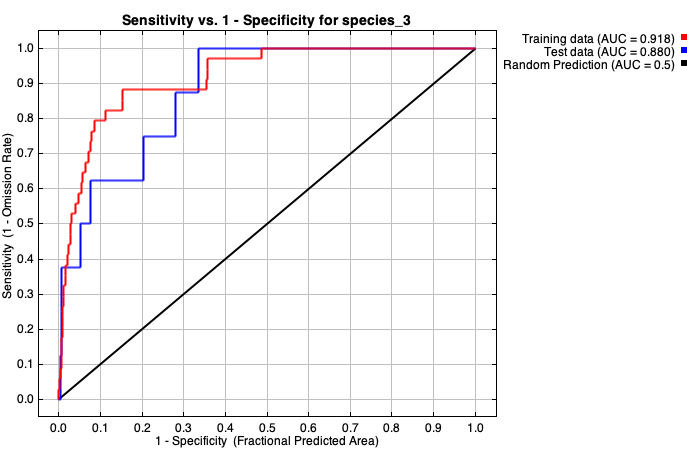 Sensitivity vs. 1 - Specificity for species_3
Training data (AUC = 0.918)
Test data (AUC = 0.880)
Random Prediction (AUC = 0.5)
Sensitivity (1 - Omission Rate)
1.0
0.9
0.8
0.7
0.6
0.5
0.4
0.3
0.2
0.1
0.0
0.0 0.1 0.2 0.3 0.4 0.5 0.6 0.7 0.8 0.9 1.0
1 - Specificity (Fractional Predicted Area)